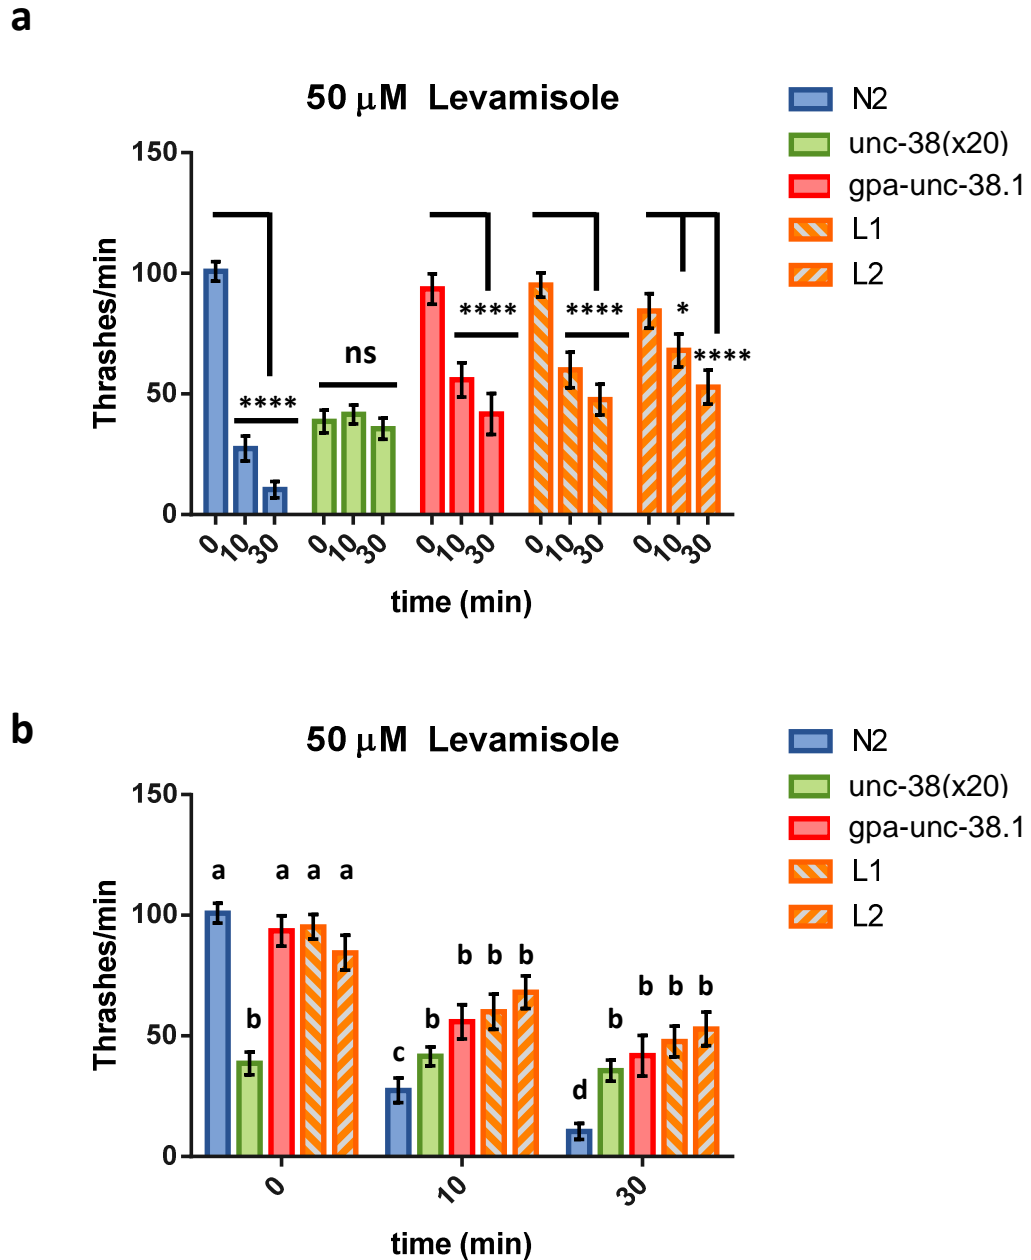 a
50 μM Levamisole
N2
unc-38(x20)
gpa-unc-38.1
L1
L2
150
100
50
0
Thrashes/min
****
ns
****
****
*
****
0 10 30 0 10 30 0 10 30 0 10 30 0 10 30
time (min)
b
50 μM Levamisole
N2
unc-38(x20)
gpa-unc-38.1
L1
L2
150
100
50
0
Thrashes/min
a b a a a
c b b b b
d b b b b
0 10 30
time (min)